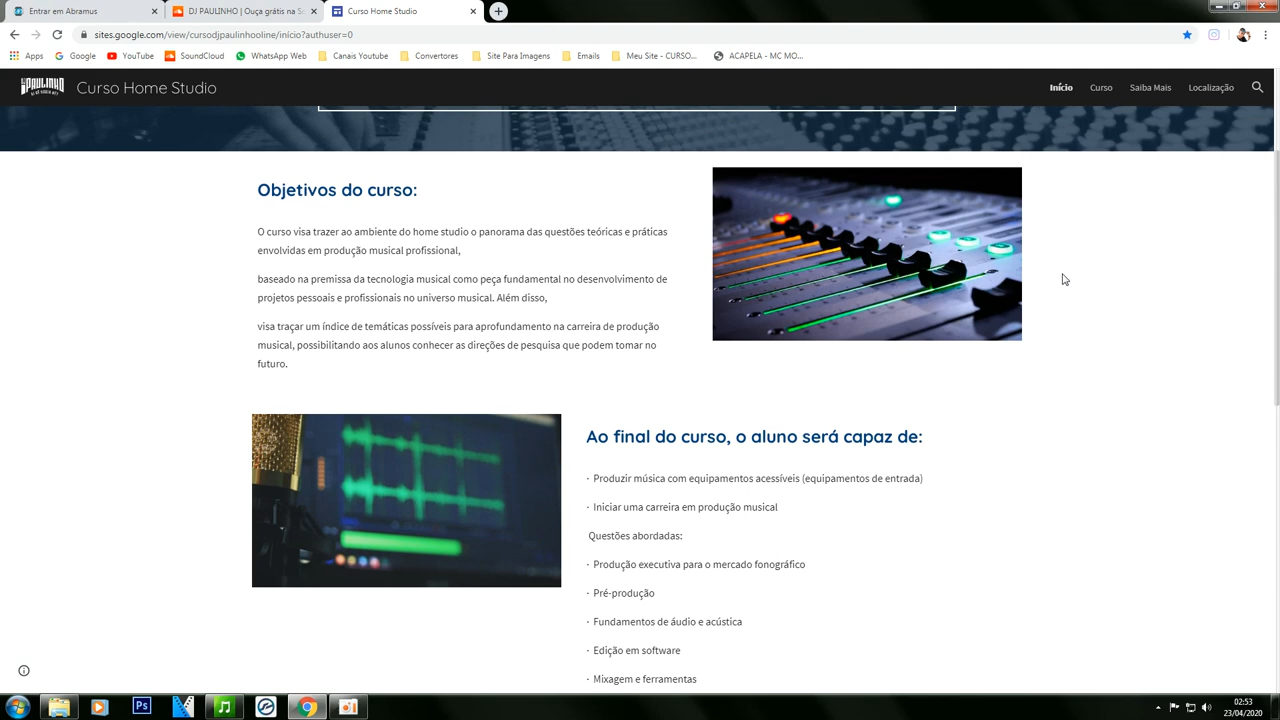 Entrar em Abramus
DJ PAULINHO | Ouça grátis na So
Curso Home Studio
sites.google.com/view/cursodjpaulinhooline/início?authuser=0
Apps
Google
YouTube
SoundCloud
WhatsApp Web
Canais Youtube
Convertores
Site Para Imagens
Emails
Meu Site - CURSO...
ACAPELA - MC MO...
PAULINHO
Curso Home Studio
Início
Curso
Saiba Mais
Localização
Objetivos do curso:
O curso visa trazer ao ambiente do home studio o panorama das questões teóricas e práticas
envolvidas em produção musical profissional,
baseado na premissa da tecnologia musical como peça fundamental no desenvolvimento de
projetos pessoais e profissionais no universo musical. Além disso,
visa traçar um índice de temáticas possíveis para aprofundamento na carreira de produção
musical, possibilitando aos alunos conhecer as direções de pesquisa que podem tomar no
futuro.
Ao final do curso, o aluno será capaz de:
· Produzir música com equipamentos acessíveis (equipamentos de entrada)
· Iniciar uma carreira em produção musical
Questões abordadas:
· Produção executiva para o mercado fonográfico
· Pré-produção
· Fundamentos de áudio e acústica
· Edição em software
· Mixagem e ferramentas
Ps
02:53
23/04/2020